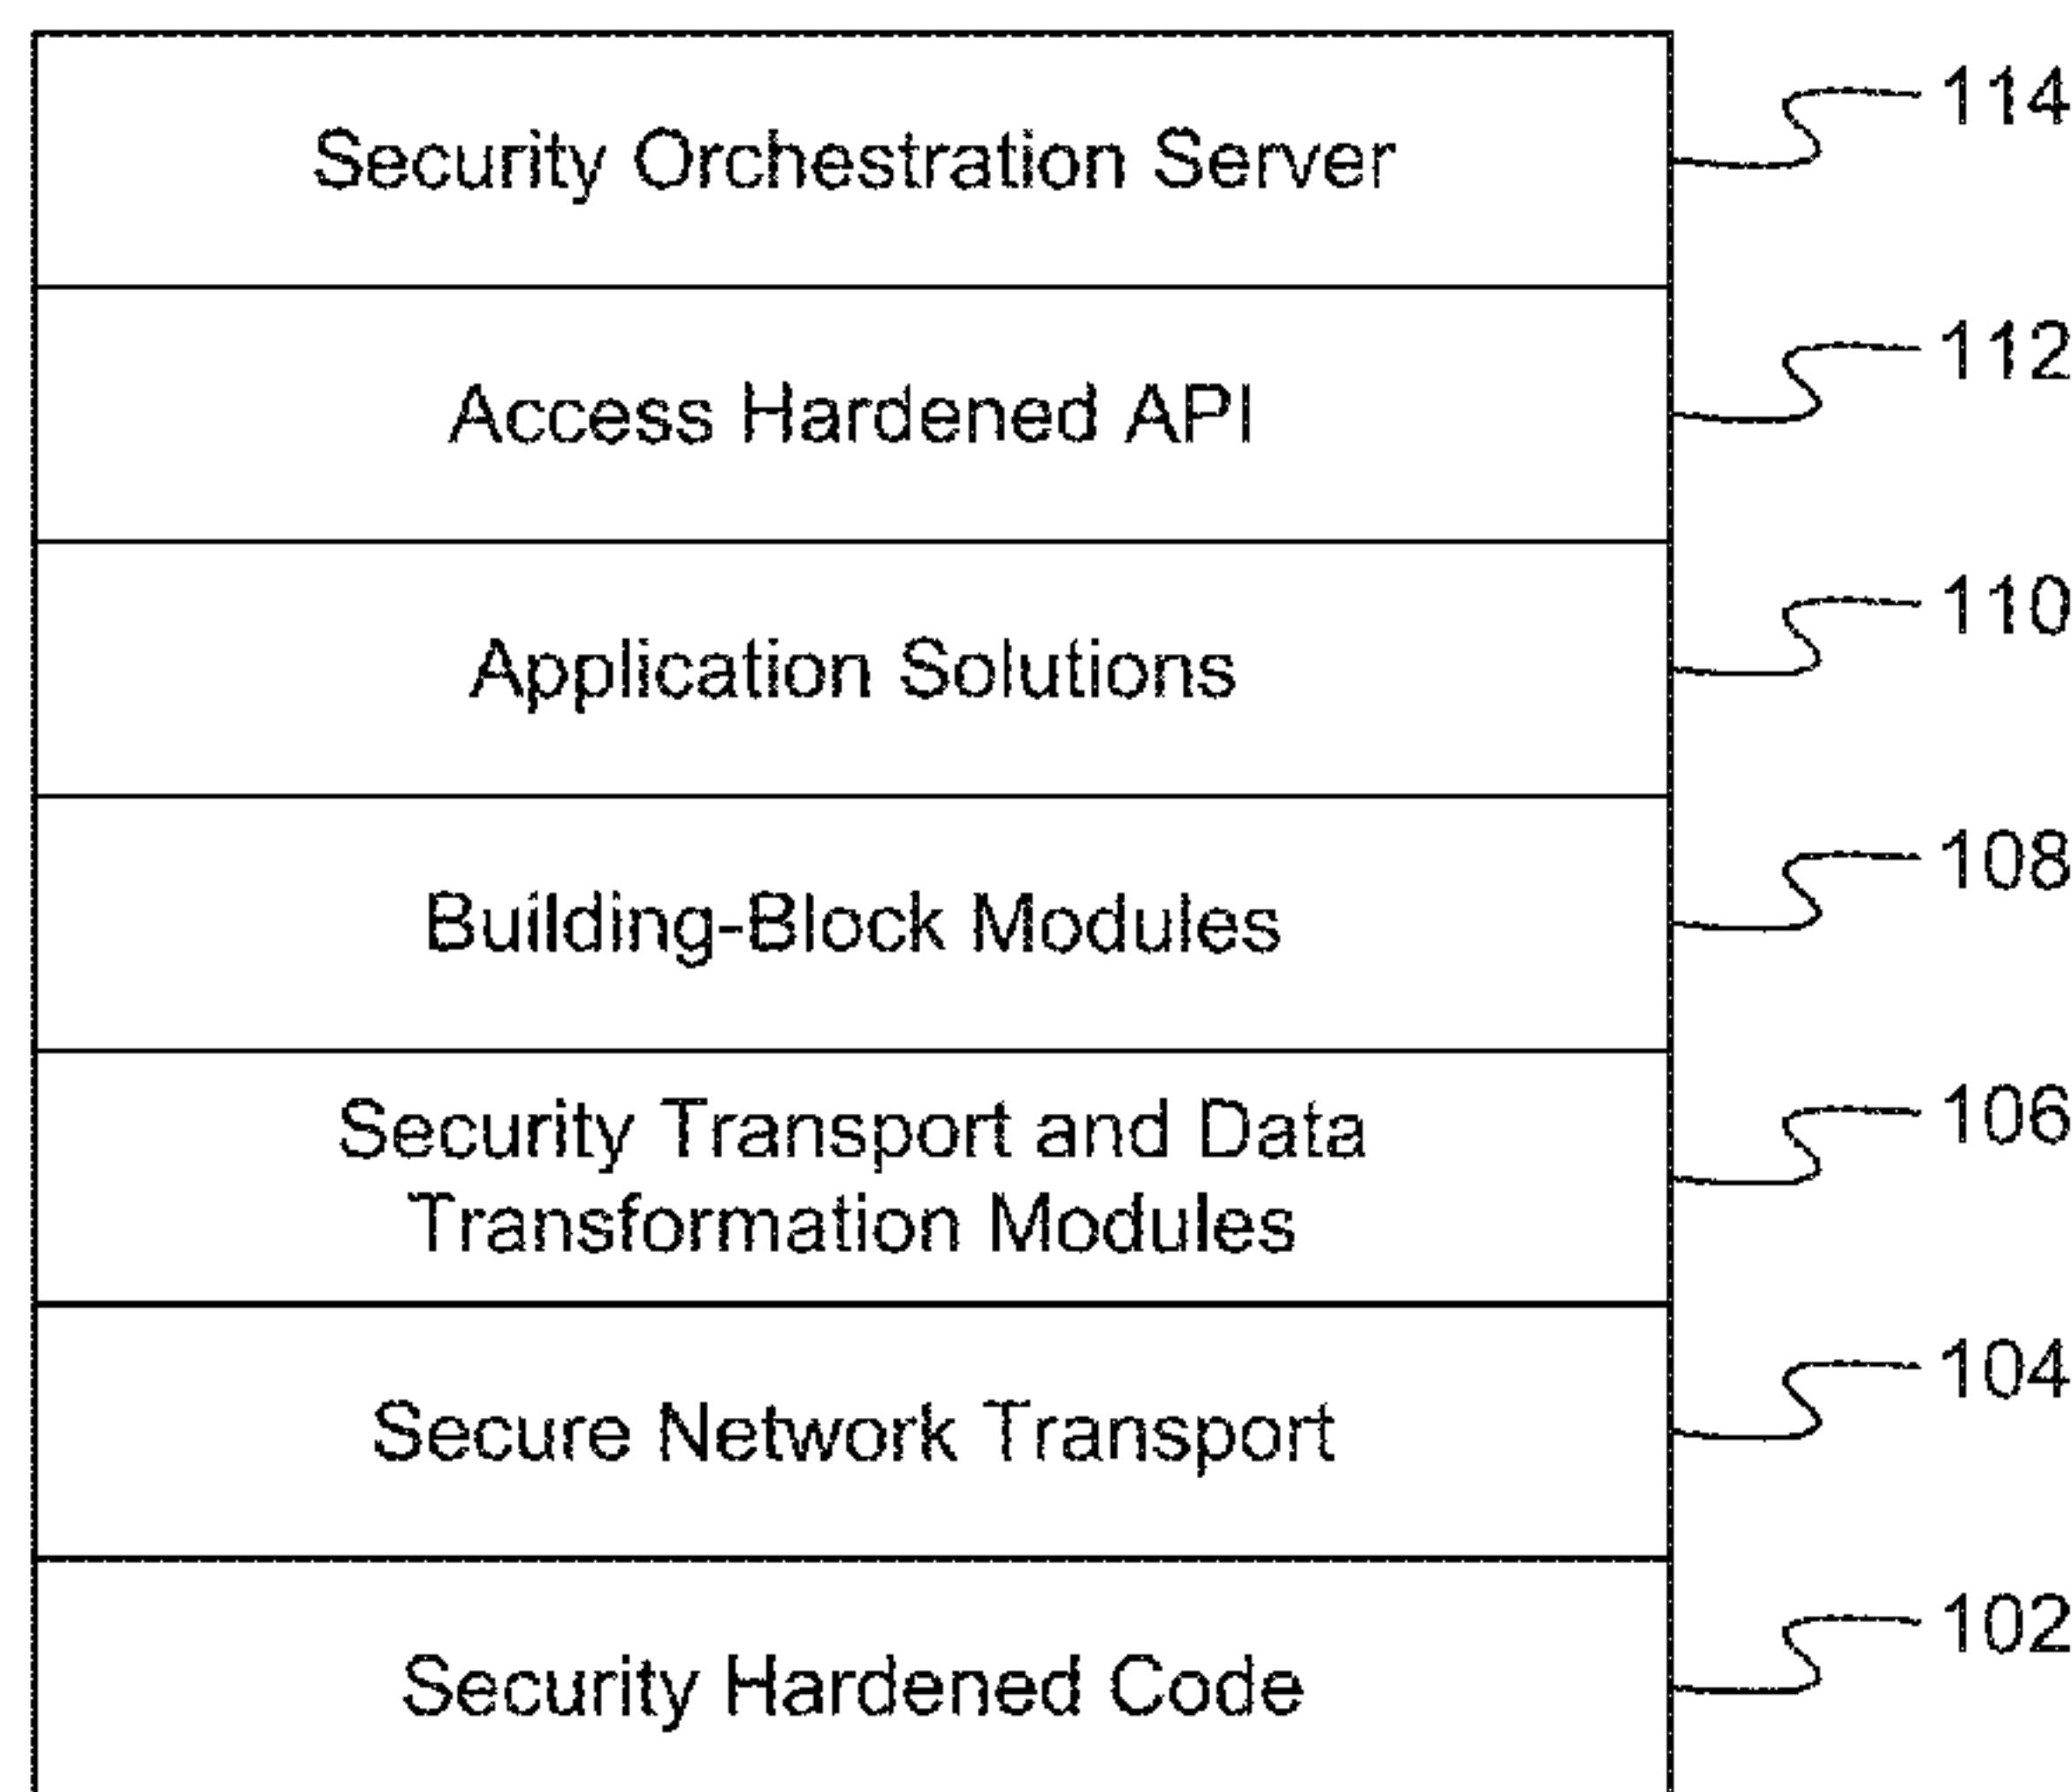 Security Orchestration Server
114
Access Hardened API
112
Application Solutions
110
Building-Block Modules
108
Security Transport and Data
Transformation Modules
106
Secure Network Transport
104
Security Hardened Code
102